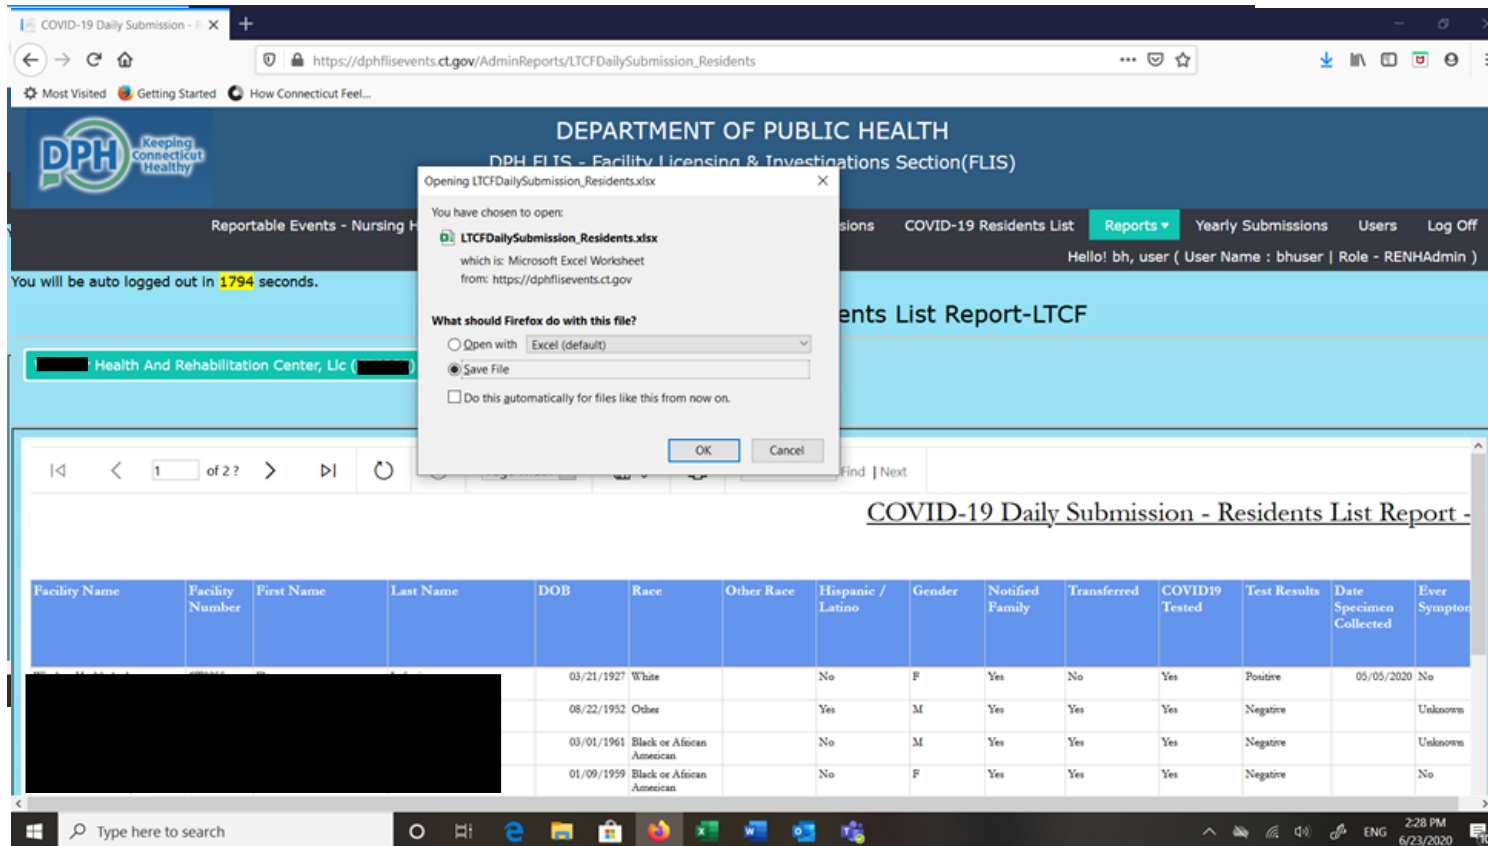 COVID-19 Daily Submission - R
https://dphflisevents.ct.gov/AdminReports/LTCFDailySubmission_Residents
Most Visited Getting Started How Connecticut Feel...
DPH Keeping Connecticut Healthy
DEPARTMENT OF PUBLIC HEALTH
DPH FLIS - Facility Licensing & Investigations Section(FLIS)
Reportable Events - Nursing H sions COVID-19 Residents List Reports Yearly Submissions Users Log Off
Hello! bh, user ( User Name : bhuser | Role - RENHAdmin )
You will be auto logged out in 1794 seconds.
ents List Report-LTCF
Health And Rehabilitation Center, Llc ( )
Opening LTCFDailySubmission_Residents.xlsx
You have chosen to open:
LTCFDailySubmission_Residents.xlsx
which is: Microsoft Excel Worksheet
from: https://dphflisevents.ct.gov
What should Firefox do with this file?
Open with Excel (default)
Save File
Do this automatically for files like this from now on.
OK Cancel
1 of 2 ? Find | Next
COVID-19 Daily Submission - Residents List Report -
Facility Name Facility Number First Name Last Name DOB Race Other Race Hispanic / Latino Gender Notified Family Transferred COVID19 Tested Test Results Date Specimen Collected Ever Symptom
03/21/1927 White No F Yes No Yes Positive 05/05/2020 No
08/22/1952 Other Yes M Yes Yes Yes Negative Unknown
03/01/1961 Black or African American No M Yes Yes Yes Negative Unknown
01/09/1959 Black or African American No F Yes Yes Yes Negative No
Type here to search
ENG 2:28 PM
6/23/2020